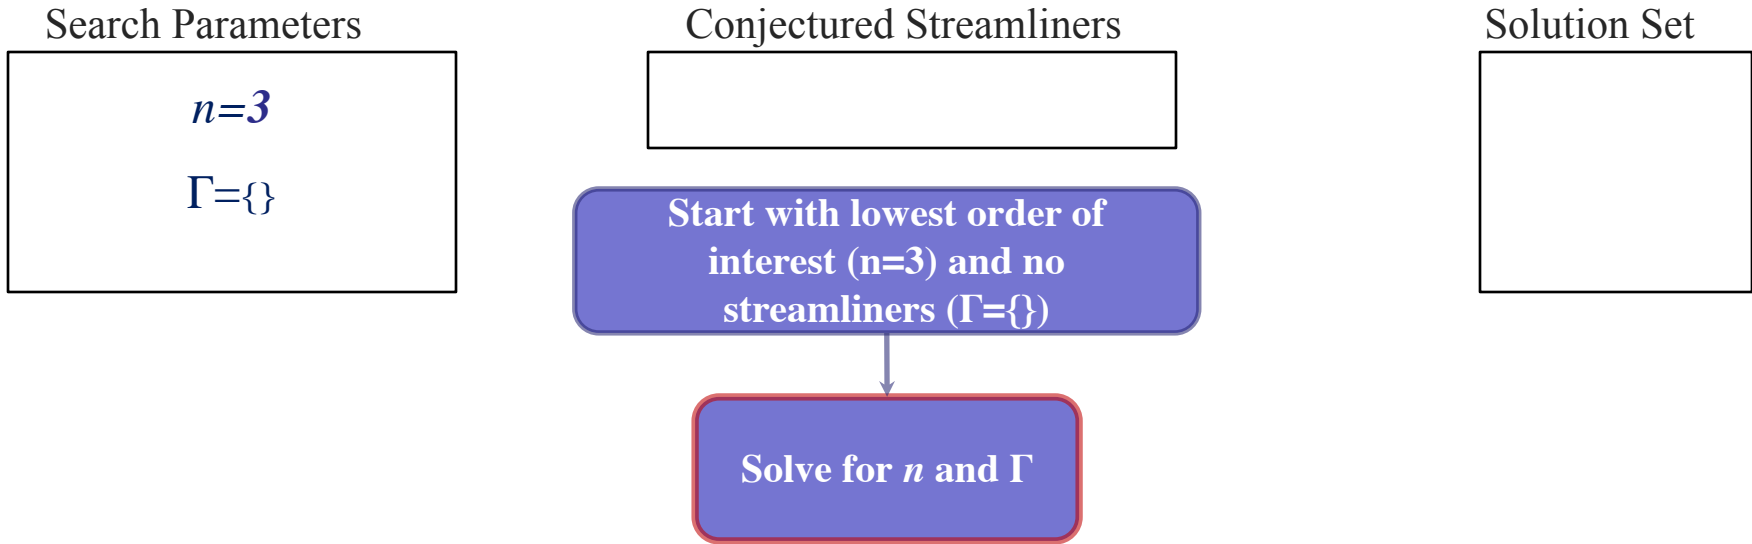 Search Parameters
Conjectured Streamliners
Solution Set
n=3
Γ={}
Start with lowest order of
interest (n=3) and no
streamliners (Γ={})
Solve for n and Γ